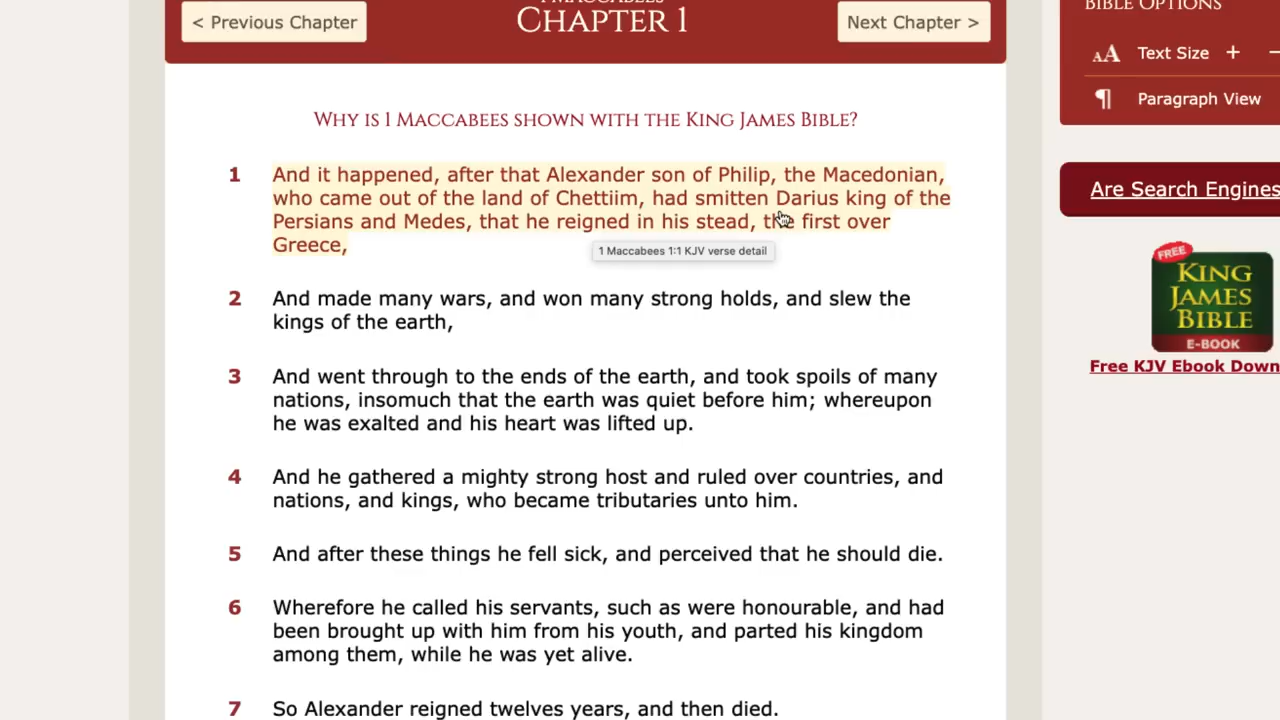 < Previous Chapter
1 MACCABEES
CHAPTER 1
Next Chapter >
BIBLE OPTIONS
AA Text Size + −
¶ Paragraph View
WHY IS 1 MACCABEES SHOWN WITH THE KING JAMES BIBLE?
1 And it happened, after that Alexander son of Philip, the Macedonian,
who came out of the land of Chettiim, had smitten Darius king of the
Persians and Medes, that he reigned in his stead, the first over
Greece,
1 Maccabees 1:1 KJV verse detail
2 And made many wars, and won many strong holds, and slew the
kings of the earth,
3 And went through to the ends of the earth, and took spoils of many
nations, insomuch that the earth was quiet before him; whereupon
he was exalted and his heart was lifted up.
4 And he gathered a mighty strong host and ruled over countries, and
nations, and kings, who became tributaries unto him.
5 And after these things he fell sick, and perceived that he should die.
6 Wherefore he called his servants, such as were honourable, and had
been brought up with him from his youth, and parted his kingdom
among them, while he was yet alive.
7 So Alexander reigned twelve years, and then died.
Are Search Engines
FREE
KING
JAMES
BIBLE
E-BOOK
Free KJV Ebook Down